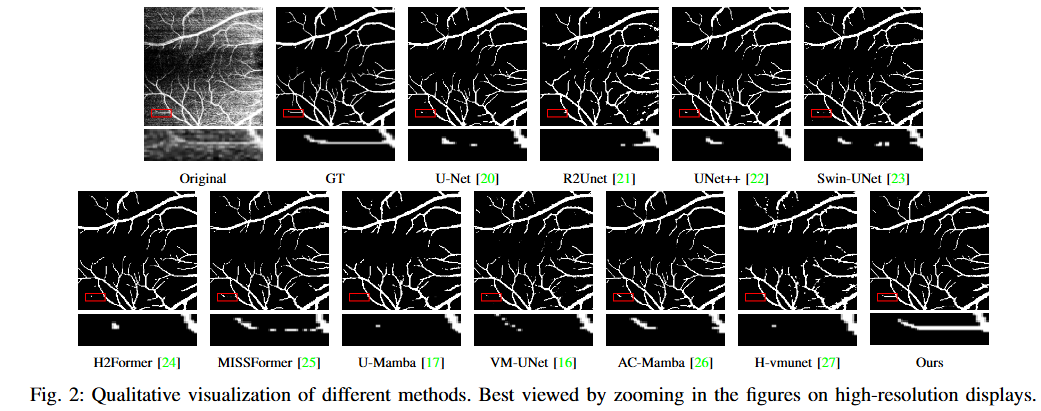 Original GT U-Net [20] R2Unet [21] UNet++ [22] Swin-UNet [23]
H2Former [24] MISSFormer [25] U-Mamba [17] VM-UNet [16] AC-Mamba [26] H-vmunet [27] Ours
Fig. 2: Qualitative visualization of different methods. Best viewed by zooming in the figures on high-resolution displays.